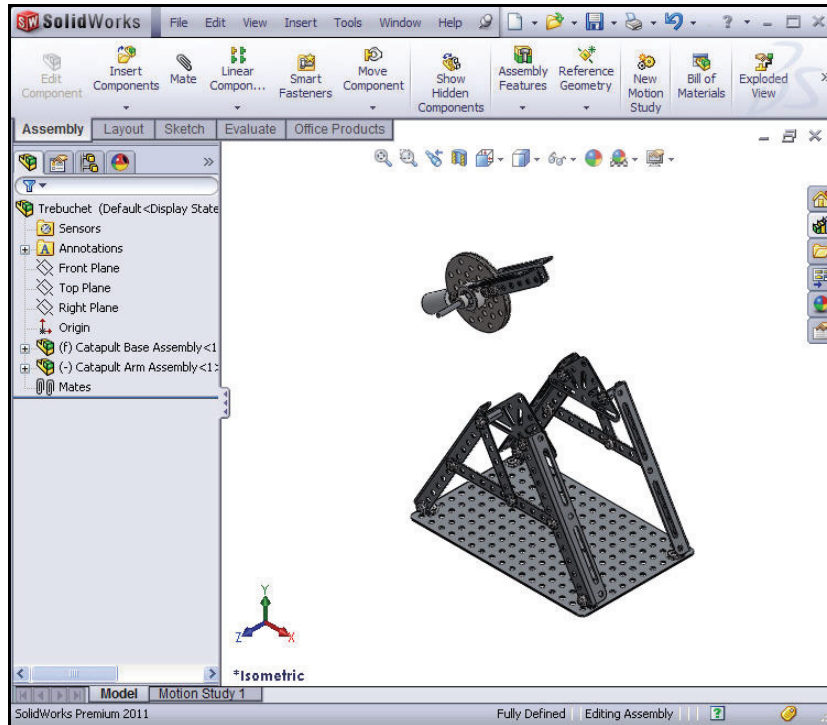 SW SolidWorks File Edit View Insert Tools Window Help ?
Edit Component
Insert Components
Mate
Linear Compon...
Smart Fasteners
Move Component
Show Hidden Components
Assembly Features
Reference Geometry
New Motion Study
Bill of Materials
Exploded View
Assembly Layout Sketch Evaluate Office Products
Trebuchet (Default<Display State
Sensors
A Annotations
Front Plane
Top Plane
Right Plane
Origin
(f) Catapult Base Assembly<1
(-) Catapult Arm Assembly<1>
Mates
Y
Z X
*Isometric
Model Motion Study 1
SolidWorks Premium 2011 Fully Defined Editing Assembly ?